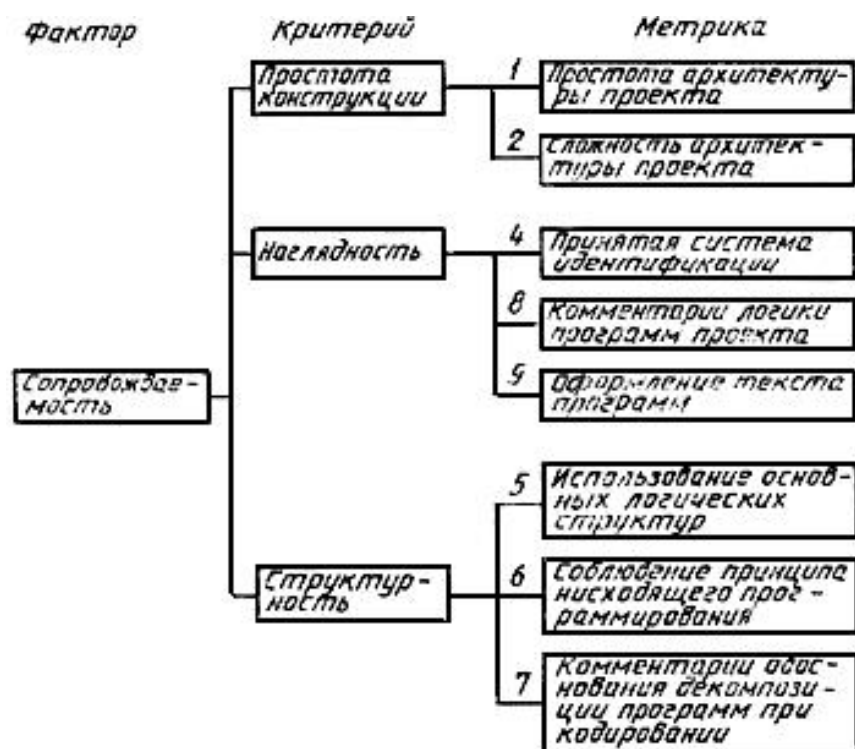 Фактор Критерий Метрика
Простота
конструкции
1
Простота архитекту-
ры проекта
2
Сложность архитек-
туры проекта
Наглядность
4
Принятая система
идентификации
8
Комментарии логики
программ проекта
9
Оформление текста
программ
Сопровождае-
мость
5
Использование основ-
ных логических
структур
Структур-
ность
6
Соблюдение принципа
нисходящего прог-
раммирования
7
Комментарии обос-
нования декомпози-
ции программ при
кодировании